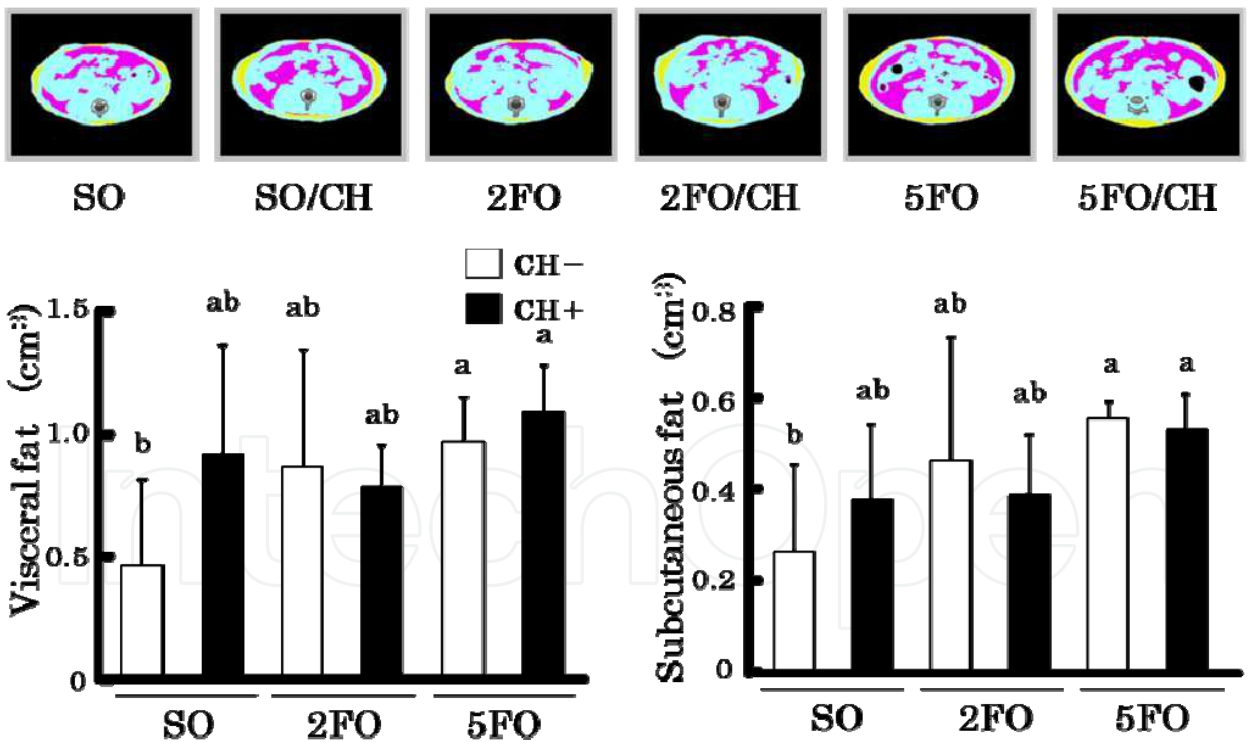 SO SO/CH 2FO 2FO/CH 5FO 5FO/CH
CH−
CH+
Visceral fat (cm³)
1.5
1.0
0.5
0
b ab ab ab a a
SO 2FO 5FO
Subcutaneous fat (cm³)
0.8
0.6
0.4
0.2
0
b ab ab ab a a
SO 2FO 5FO
IntechOpen